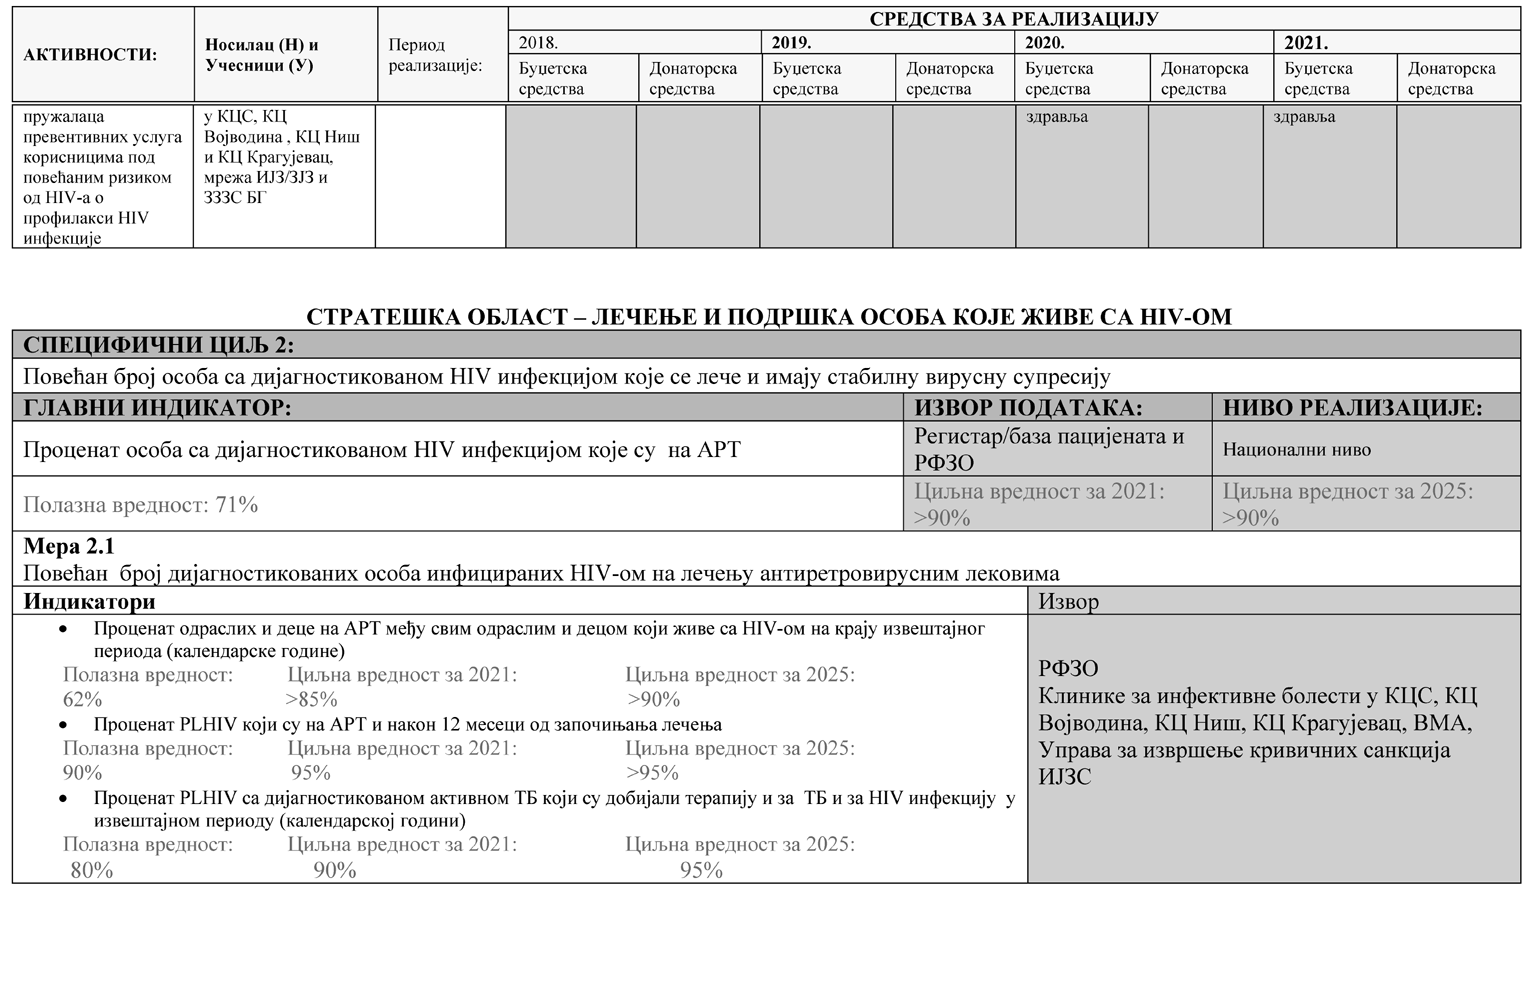 СРЕДСТВА ЗА РЕАЛИЗАЦИЈУ
АКТИВНОСТИ:
Носилац (Н) и
Учесници (У)
Период
реализације:
2018.
2019.
2020.
2021.
Буџетска
средства
Донаторска
средства
Буџетска
средства
Донаторска
средства
Буџетска
средства
Донаторска
средства
Буџетска
средства
Донаторска
средства
пружалаца
превентивних услуга
корисницима под
повећаним ризиком
од HIV-а о
профилакси HIV
инфекције
у КЦС, КЦ
Војводина , КЦ Ниш
и КЦ Крагујевац,
мрежа ИЈЗ/ЗЈЗ и
ЗЗЗС БГ
здравља
здравља
СТРАТЕШКА ОБЛАСТ – ЛЕЧЕЊЕ И ПОДРШКА ОСОБА КОЈЕ ЖИВЕ СА HIV-ОМ
СПЕЦИФИЧНИ ЦИЉ 2:
Повећан број особа са дијагностикованом HIV инфекцијом које се лече и имају стабилну вирусну супресију
ГЛАВНИ ИНДИКАТОР:
ИЗВОР ПОДАТАКА:
НИВО РЕАЛИЗАЦИЈЕ:
Проценат особа са дијагностикованом HIV инфекцијом које су  на АРТ
Регистар/база пацијената и
РФЗО
Национални ниво
Полазна вредност: 71%
Циљна вредност за 2021:
>90%
Циљна вредност за 2025:
>90%
Мера 2.1
Повећан  број дијагностикованих особа инфицираних HIV-ом на лечењу антиретровирусним лековима
Индикатори
Извор
• Проценат одраслих и деце на АРТ међу свим одраслим и децом који живе са HIV-ом на крају извештајног
периода (календарске године)
Полазна вредност: Циљна вредност за 2021: Циљна вредност за 2025:
62% >85% >90%
• Проценат PLHIV који су на АРТ и након 12 месеци од започињања лечења
Полазна вредност: Циљна вредност за 2021: Циљна вредност за 2025:
90% 95% >95%
• Проценат PLHIV са дијагностикованом активном ТБ који су добијали терапију и за  ТБ и за HIV инфекцију  у
извештајном периоду (календарској години)
Полазна вредност: Циљна вредност за 2021: Циљна вредност за 2025:
80% 90% 95%
РФЗО
Клинике за инфективне болести у КЦС, КЦ
Војводина, КЦ Ниш, КЦ Крагујевац, ВМА,
Управа за извршење кривичних санкција
ИЈЗС